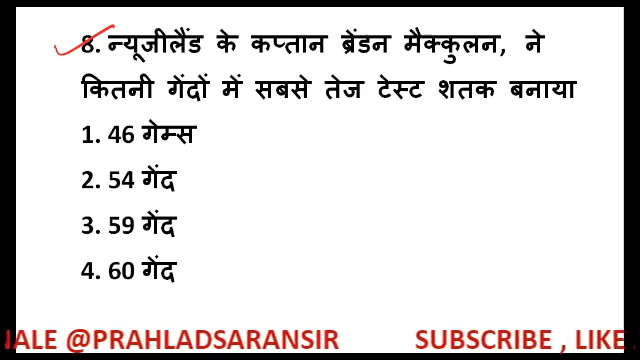 8. न्यूजीलैंड के कप्तान ब्रेंडन मैक्कुलन, ने
कितनी गेंदों में सबसे तेज टेस्ट शतक बनाया
1. 46 गेम्स
2. 54 गेंद
3. 59 गेंद
4. 60 गेंद
JALE @PRAHLADSARANSIR SUBSCRIBE , LIKE